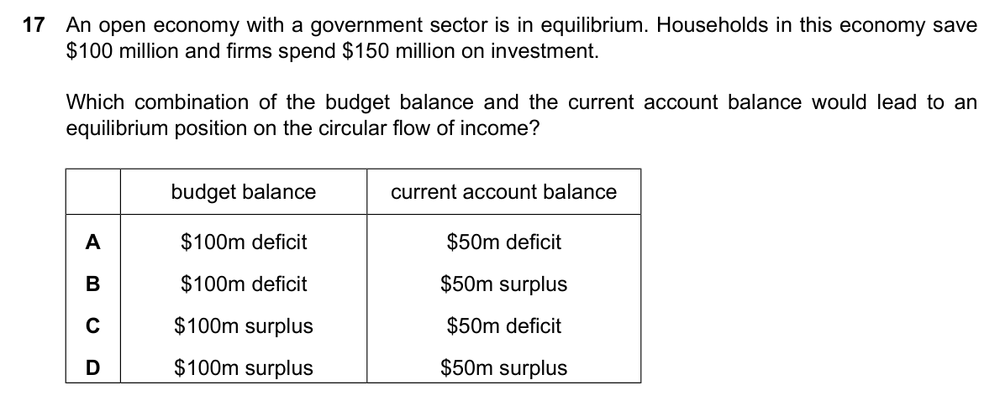 17 An open economy with a government sector is in equilibrium. Households in this economy save
$100 million and firms spend $150 million on investment.
Which combination of the budget balance and the current account balance would lead to an
equilibrium position on the circular flow of income?
budget balance current account balance
A $100m deficit $50m deficit
B $100m deficit $50m surplus
C $100m surplus $50m deficit
D $100m surplus $50m surplus